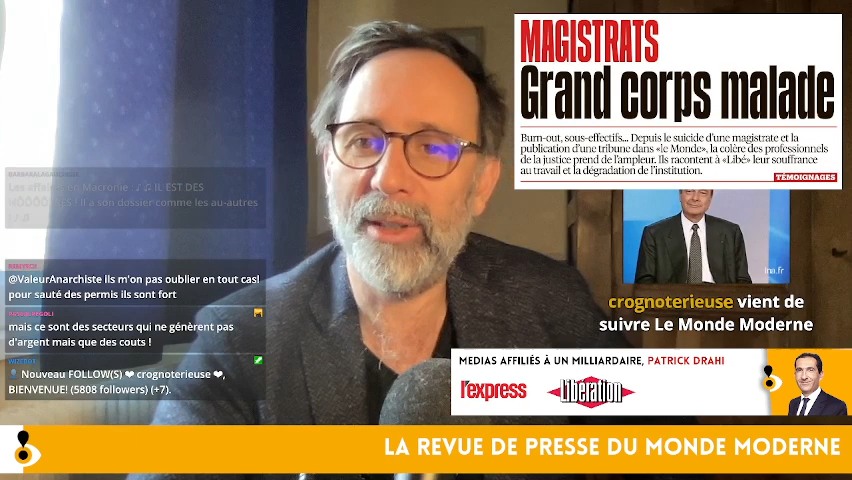 MAGISTRATS
Grand corps malade
Burn-out, sous-effectifs... Depuis le suicide d'une magistrate et la
publication d'une tribune dans «le Monde», la colère des professionnels
de la justice prend de l'ampleur. Ils racontent à «Libé» leur souffrance
au travail et la dégradation de l'institution.
TÉMOIGNAGES
ina.fr
crognoterieuse vient de
suivre Le Monde Moderne
@ValeurAnarchiste ils m'on pas oublier en tout casl
pour sauté des permis ils sont fort
mais ce sont des secteurs qui ne génèrent pas
d'argent mais que des couts !
Nouveau FOLLOW(S) ❤ crognoterieuse ❤,
BIENVENUE! (5808 followers) (+7).
MEDIAS AFFILIÉS À UN MILLIARDAIRE, PATRICK DRAHI
l'express
Libération
LA REVUE DE PRESSE DU MONDE MODERNE